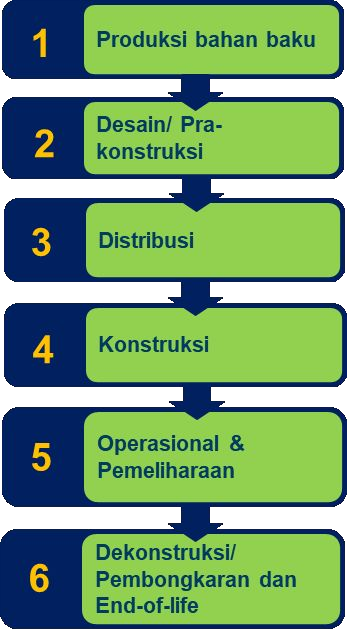 1 Produksi bahan baku
2 Desain/ Pra-
konstruksi
3 Distribusi
4 Konstruksi
5 Operasional &
Pemeliharaan
6 Dekonstruksi/
Pembongkaran dan
End-of-life